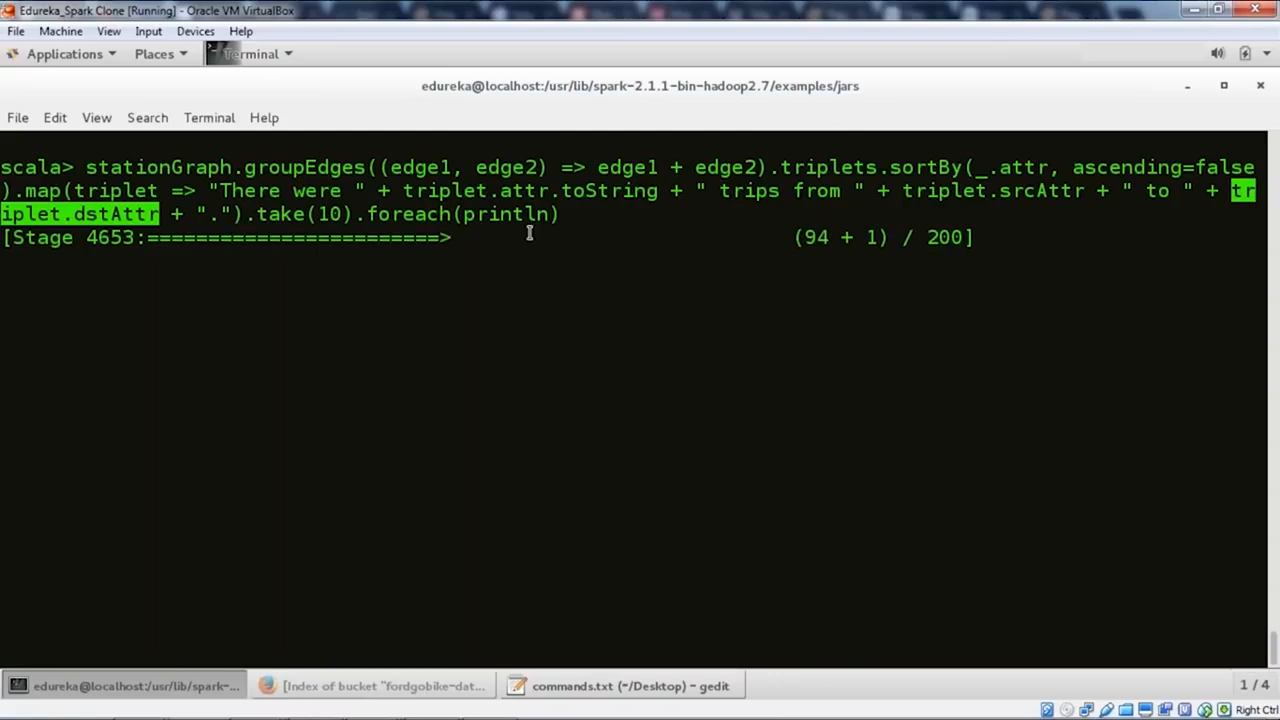 Edureka_Spark Clone [Running] - Oracle VM VirtualBox
File Machine View Input Devices Help
Applications Places Terminal
edureka@localhost:/usr/lib/spark-2.1.1-bin-hadoop2.7/examples/jars
File Edit View Search Terminal Help
scala> stationGraph.groupEdges((edge1, edge2) => edge1 + edge2).triplets.sortBy(_.attr, ascending=false
).map(triplet => "There were " + triplet.attr.toString + " trips from " + triplet.srcAttr + " to " + tr
iplet.dstAttr + ".").take(10).foreach(println)
[Stage 4653:========================> (94 + 1) / 200]
edureka@localhost:/usr/lib/spark-... [Index of bucket "fordgobike-dat... commands.txt (~/Desktop) - gedit 1 / 4
Right Ctrl